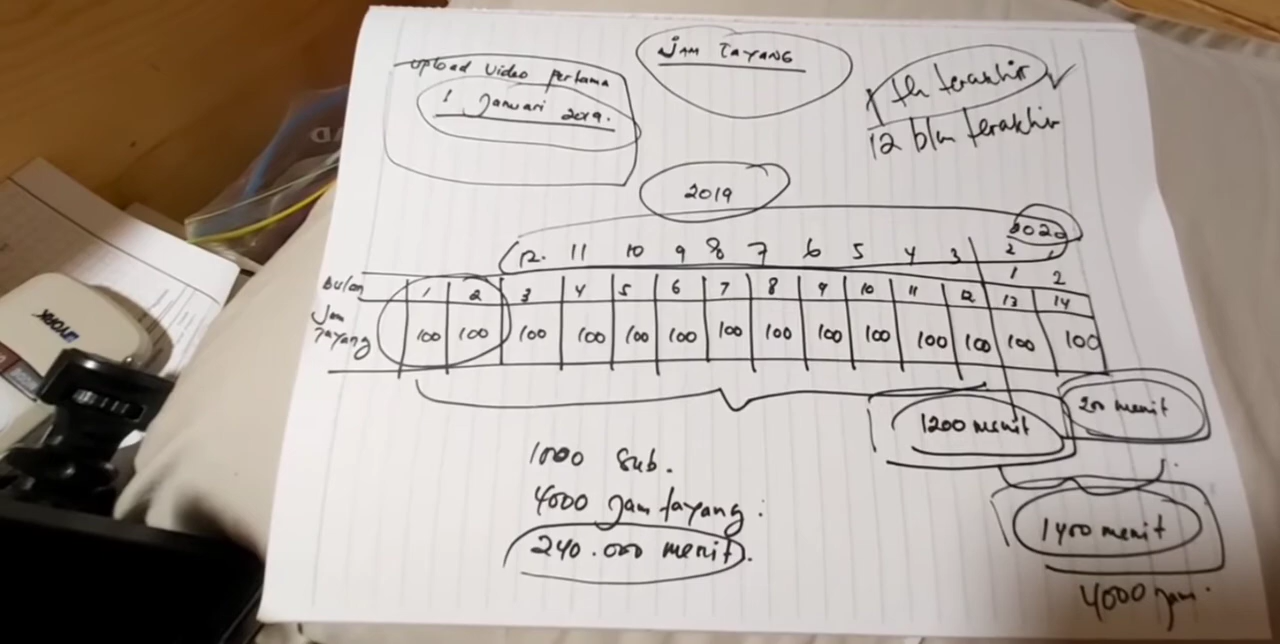 JAM TAYANG
upload Video pertama
1 Januari 2019.
1 th terakhir
12 bln terakhir
2019
2020
12. 11 10 9 8 7 6 5 4 3 2 1
1 2
Bulan 1 2 3 4 5 6 7 8 9 10 11 12 13 14
Jam Tayang 100 100 100 100 100 100 100 100 100 100 100 100 100 100
1200 menit
200 menit
1000 Sub.
4000 Jam tayang.
240.000 menit.
1400 menit
4000 jam.